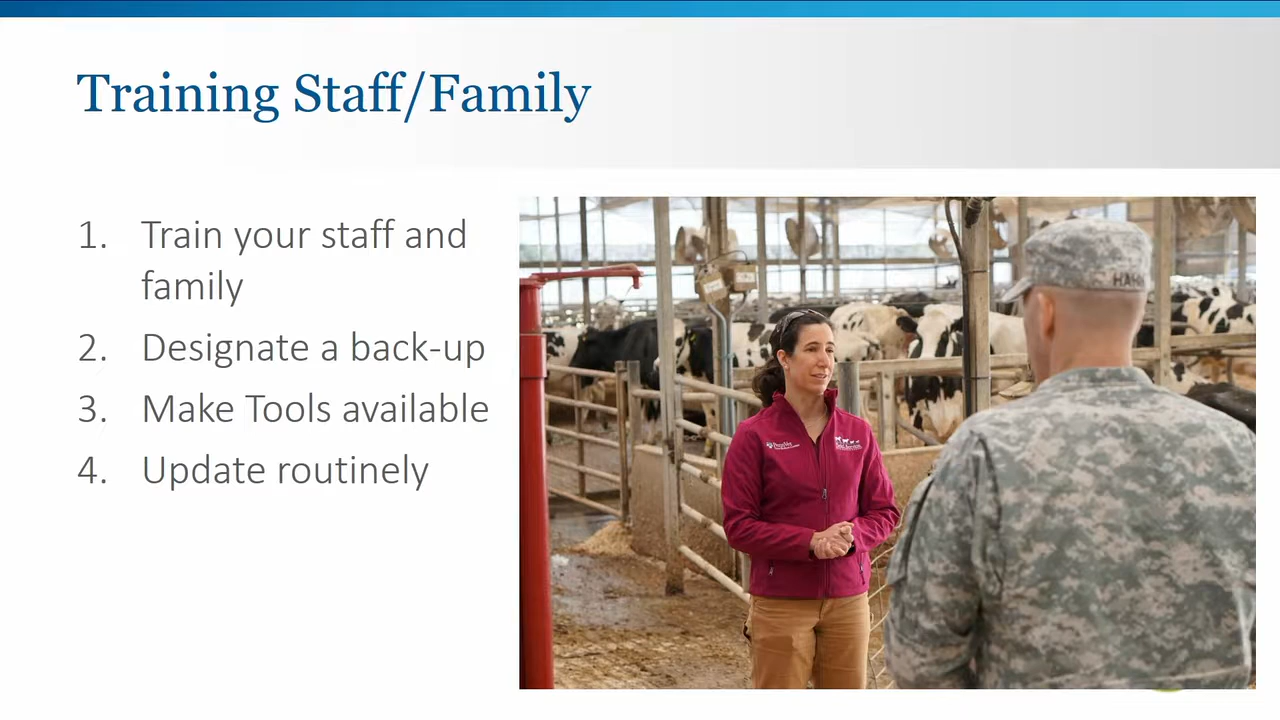 Training Staff/Family
1. Train your staff and
family
2. Designate a back-up
3. Make Tools available
4. Update routinely